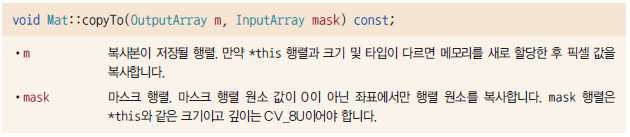 void Mat::copyTo(OutputArray m, InputArray mask) const;
• m 복사본이 저장될 행렬. 만약 *this 행렬과 크기 및 타입이 다르면 메모리를 새로 할당한 후 픽셀 값을
복사합니다.
• mask 마스크 행렬. 마스크 행렬 원소 값이 0이 아닌 좌표에서만 행렬 원소를 복사합니다. mask 행렬은
*this와 같은 크기이고 깊이는 CV_8U이어야 합니다.